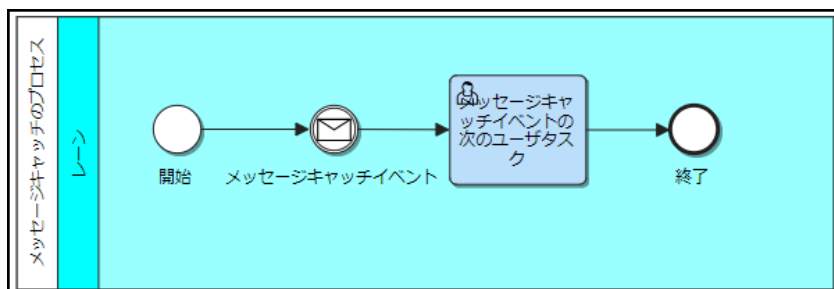 メッセージキャッチのプロセス
レーン
開始
メッセージキャッチイベント
メッセージキャ
ッチイベントの
次のユーザタス
ク
終了